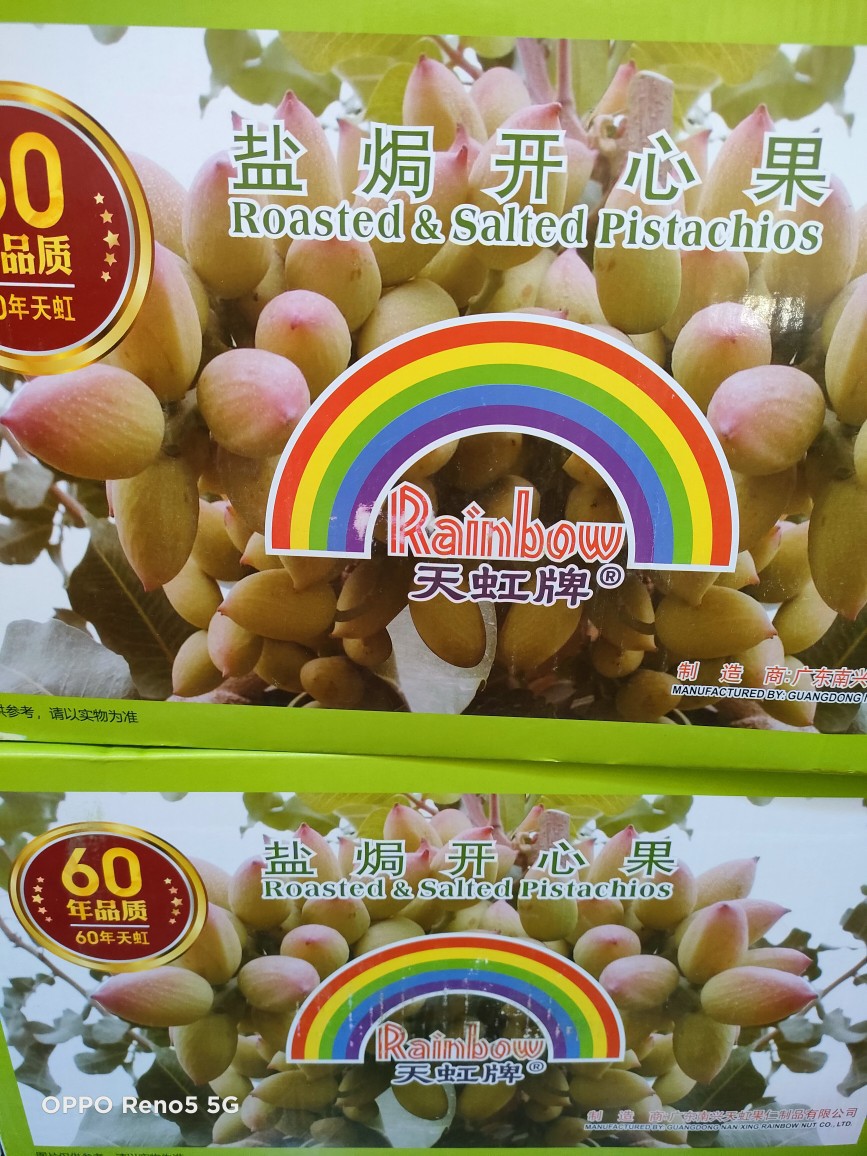 60
品质
年天虹
盐焗开心果
Roasted & Salted Pistachios
Rainbow
天虹牌®
制造商:广东南兴
MANUFACTURED BY: GUANGDONG
供参考，请以实物为准
60
年品质
60年天虹
盐焗开心果
Roasted & Salted Pistachios
Rainbow
天虹牌®
制造商:广东南兴天虹果仁制品有限公司
MANUFACTURED BY: GUANGDONG NAN XING RAINBOW NUT CO., LTD.
OPPO Reno5 5G